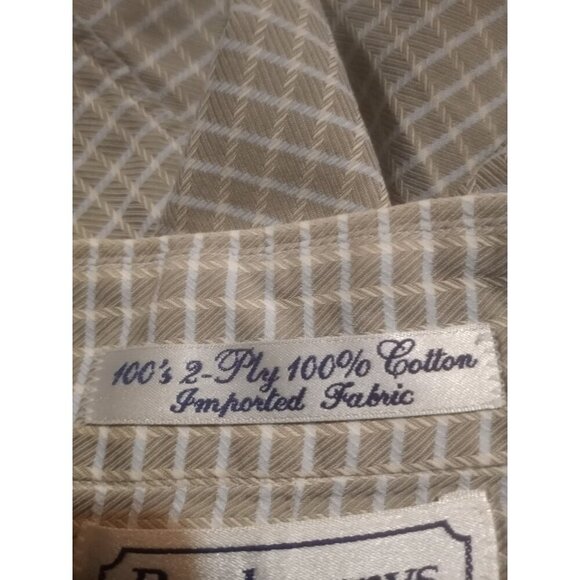 100's 2-Ply 100% Cotton
Imported Fabric